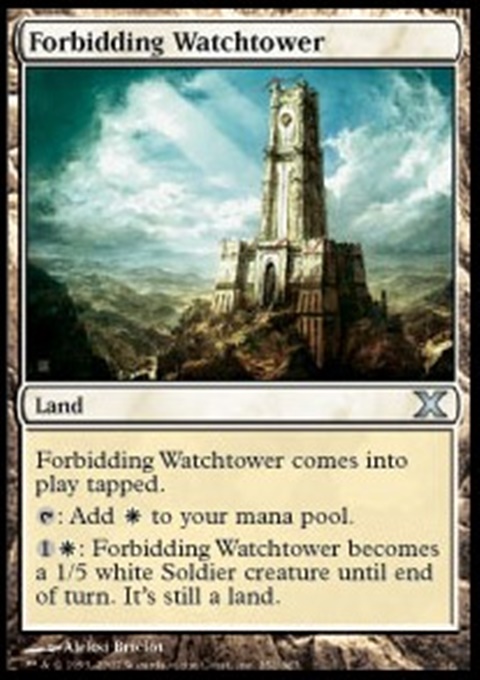 Forbidding Watchtower
Land
Forbidding Watchtower comes into
play tapped.
: Add to your mana pool.
1 : Forbidding Watchtower becomes
a 1/5 white Soldier creature until end
of turn. It's still a land.
Aleksi Briclot